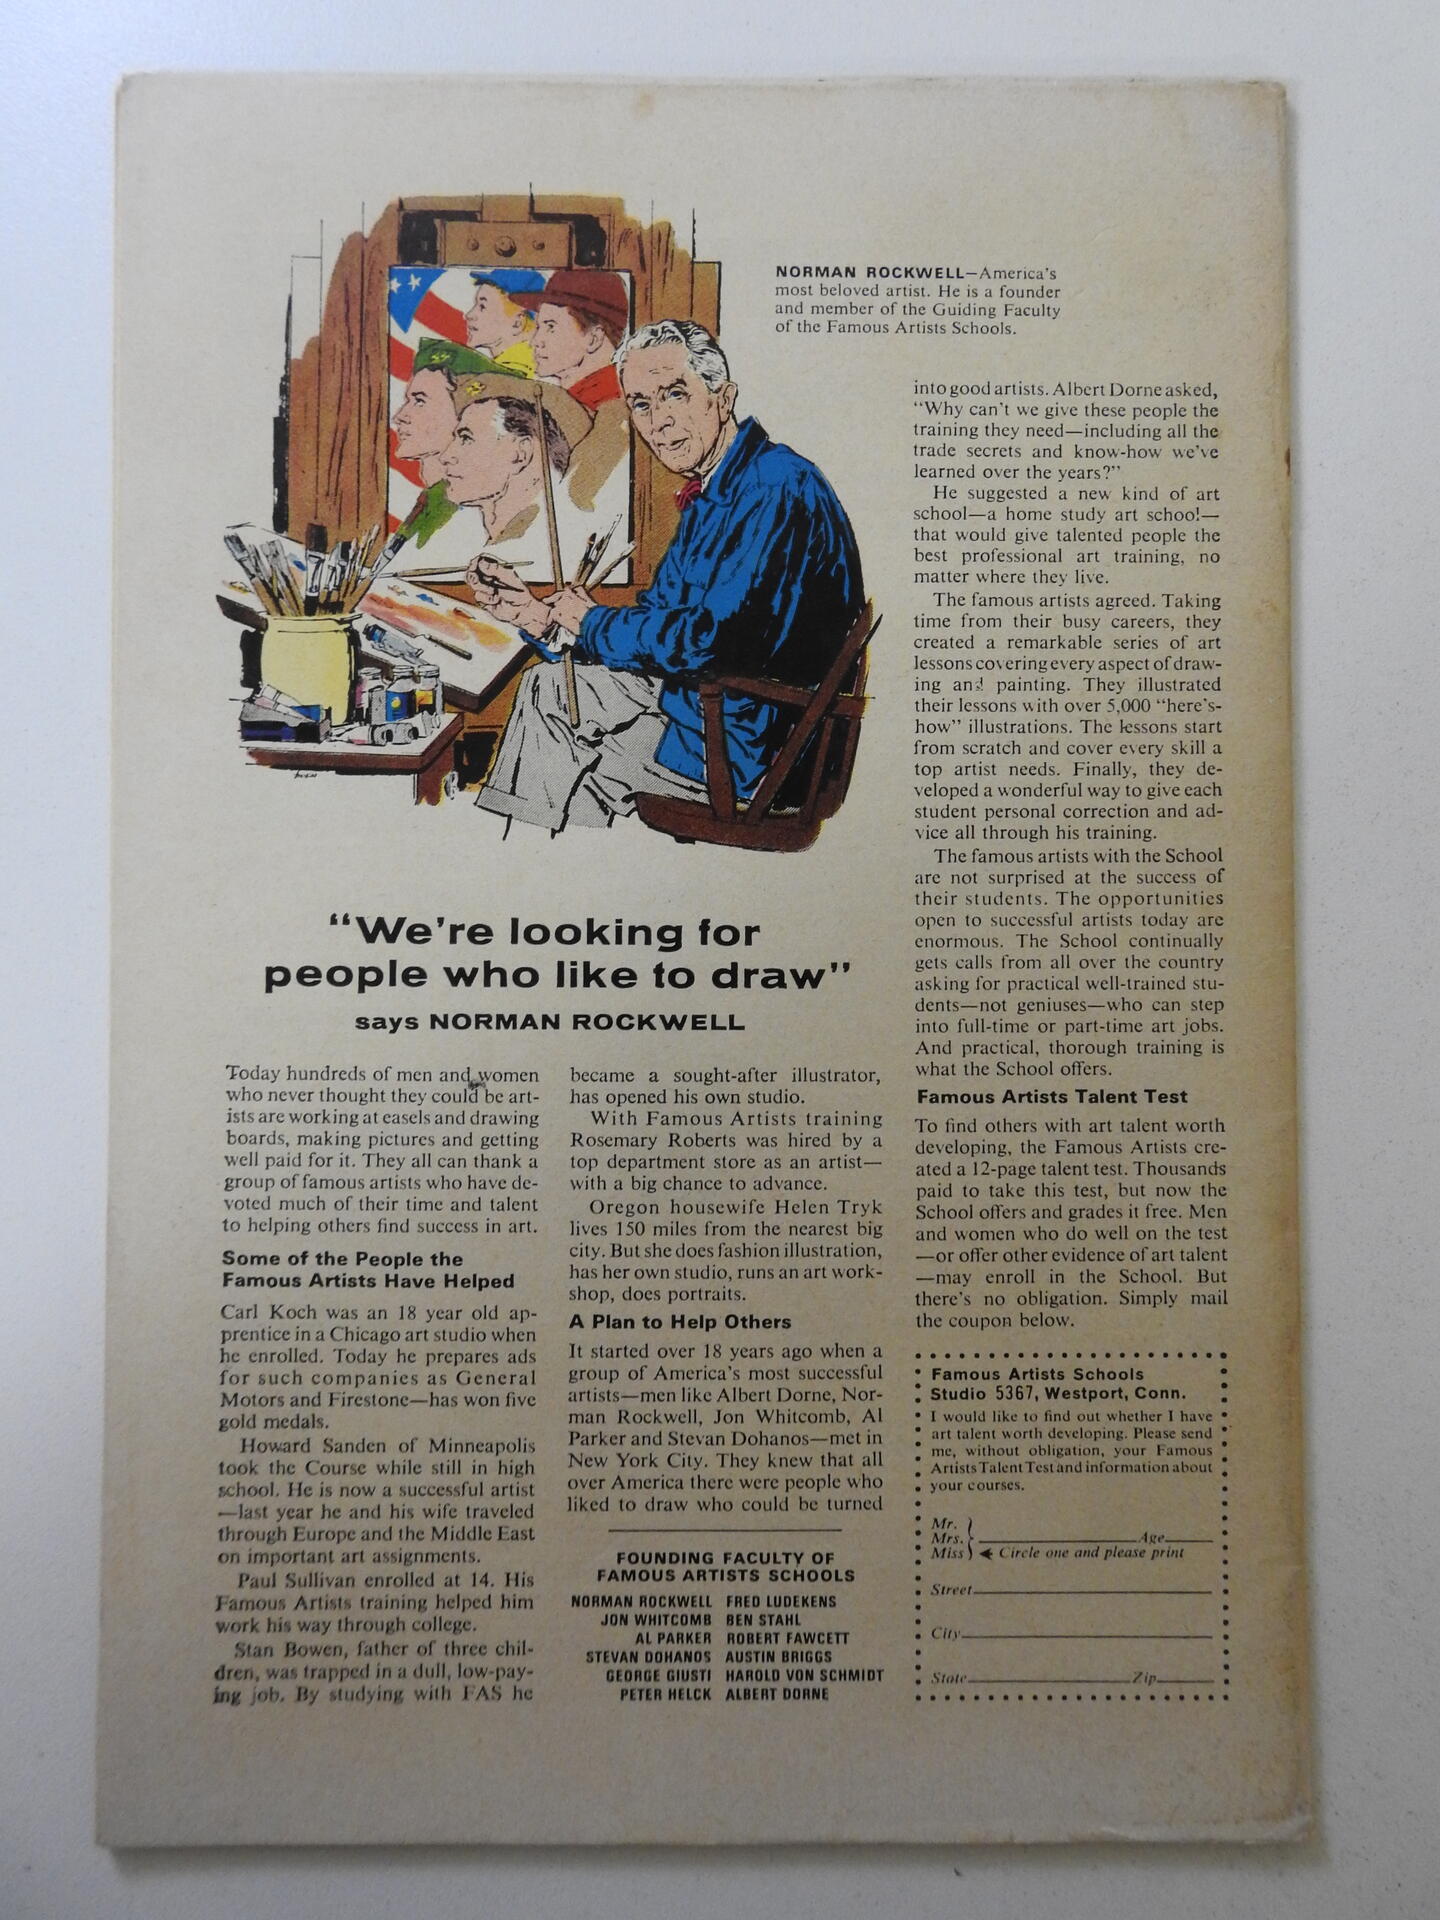 NORMAN ROCKWELL—America's
most beloved artist. He is a founder
and member of the Guiding Faculty
of the Famous Artists Schools.
"We're looking for
people who like to draw"
says NORMAN ROCKWELL
Today hundreds of men and women
who never thought they could be art-
ists are working at easels and drawing
boards, making pictures and getting
well paid for it. They all can thank a
group of famous artists who have de-
voted much of their time and talent
to helping others find success in art.
Some of the People the
Famous Artists Have Helped
Carl Koch was an 18 year old ap-
prentice in a Chicago art studio when
he enrolled. Today he prepares ads
for such companies as General
Motors and Firestone—has won five
gold medals.
Howard Sanden of Minneapolis
took the Course while still in high
school. He is now a successful artist
—last year he and his wife traveled
through Europe and the Middle East
on important art assignments.
Paul Sullivan enrolled at 14. His
Famous Artists training helped him
work his way through college.
Stan Bowen, father of three chil-
dren, was trapped in a dull, low-pay-
ing job. By studying with FAS he
became a sought-after illustrator,
has opened his own studio.
With Famous Artists training
Rosemary Roberts was hired by a
top department store as an artist—
with a big chance to advance.
Oregon housewife Helen Tryk
lives 150 miles from the nearest big
city. But she does fashion illustration,
has her own studio, runs an art work-
shop, does portraits.
A Plan to Help Others
It started over 18 years ago when a
group of America's most successful
artists—men like Albert Dorne, Nor-
man Rockwell, Jon Whitcomb, Al
Parker and Stevan Dohanos—met in
New York City. They knew that all
over America there were people who
liked to draw who could be turned
FOUNDING FACULTY OF
FAMOUS ARTISTS SCHOOLS
NORMAN ROCKWELL FRED LUDEKENS
JON WHITCOMB BEN STAHL
AL PARKER ROBERT FAWCETT
STEVAN DOHANOS AUSTIN BRIGGS
GEORGE GIUSTI HAROLD VON SCHMIDT
PETER HELCK ALBERT DORNE
into good artists. Albert Dorne asked,
"Why can't we give these people the
training they need—including all the
trade secrets and know-how we've
learned over the years?"
He suggested a new kind of art
school—a home study art school—
that would give talented people the
best professional art training, no
matter where they live.
The famous artists agreed. Taking
time from their busy careers, they
created a remarkable series of art
lessons covering every aspect of draw-
ing and painting. They illustrated
their lessons with over 5,000 "here's-
how" illustrations. The lessons start
from scratch and cover every skill a
top artist needs. Finally, they de-
veloped a wonderful way to give each
student personal correction and ad-
vice all through his training.
The famous artists with the School
are not surprised at the success of
their students. The opportunities
open to successful artists today are
enormous. The School continually
gets calls from all over the country
asking for practical well-trained stu-
dents—not geniuses—who can step
into full-time or part-time art jobs.
And practical, thorough training is
what the School offers.
Famous Artists Talent Test
To find others with art talent worth
developing, the Famous Artists cre-
ated a 12-page talent test. Thousands
paid to take this test, but now the
School offers and grades it free. Men
and women who do well on the test
—or offer other evidence of art talent
—may enroll in the School. But
there's no obligation. Simply mail
the coupon below.
Famous Artists Schools
Studio 5367, Westport, Conn.
I would like to find out whether I have
art talent worth developing. Please send
me, without obligation, your Famous
Artists Talent Test and information about
your courses.
Mr.
Mrs. Age
Miss Circle one and please print
Street
City
State Zip